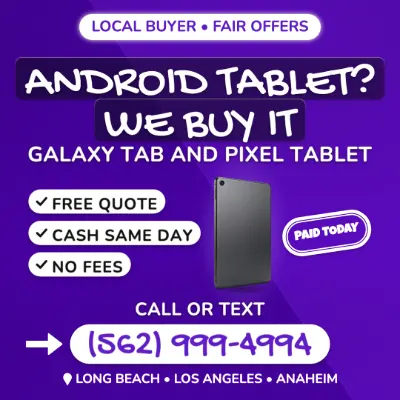 LOCAL BUYER • FAIR OFFERS
ANDROID TABLET?
WE BUY IT
GALAXY TAB AND PIXEL TABLET
FREE QUOTE
CASH SAME DAY
NO FEES
PAID TODAY
CALL OR TEXT
(562) 999-4994
LONG BEACH • LOS ANGELES • ANAHEIM